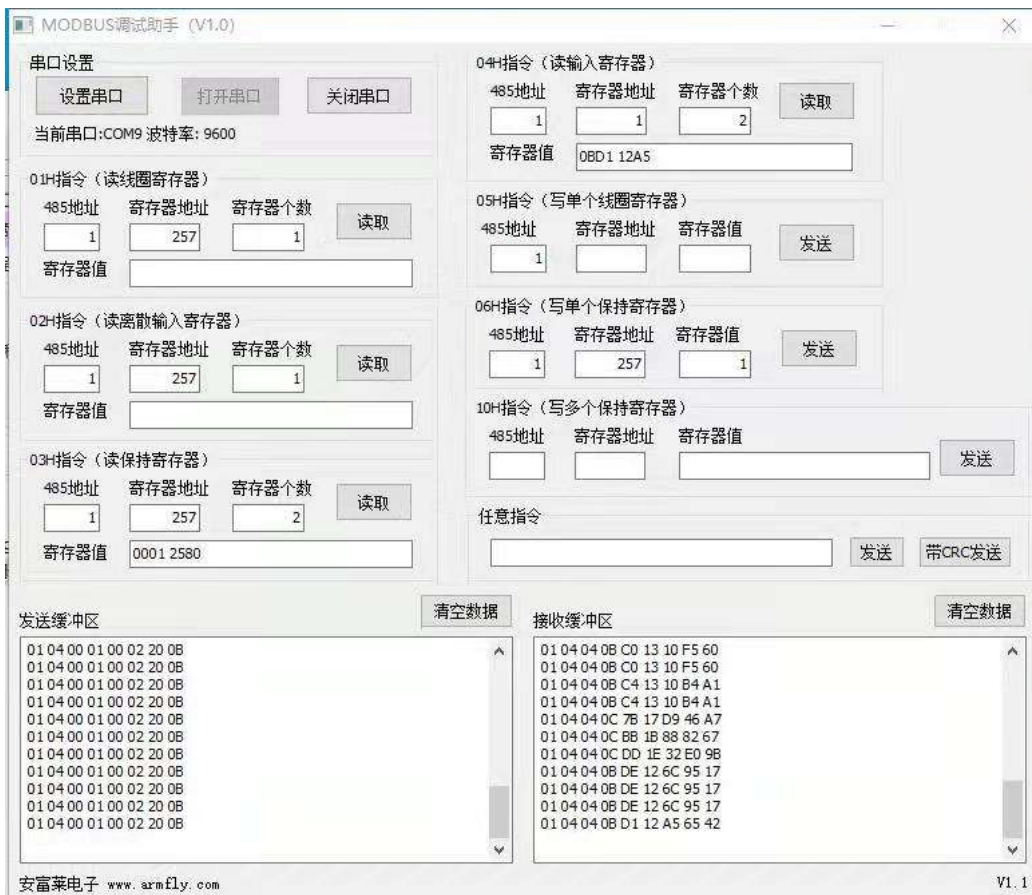 MODBUS调试助手 (V1.0)
串口设置
设置串口 打开串口 关闭串口
当前串口:COM9 波特率: 9600
01H指令（读线圈寄存器）
485地址 寄存器地址 寄存器个数
1 257 1 读取
寄存器值
02H指令（读离散输入寄存器）
485地址 寄存器地址 寄存器个数
1 257 1 读取
寄存器值
03H指令（读保持寄存器）
485地址 寄存器地址 寄存器个数
1 257 2 读取
寄存器值 0001 2580
04H指令（读输入寄存器）
485地址 寄存器地址 寄存器个数
1 1 2 读取
寄存器值 0BD1 12A5
05H指令（写单个线圈寄存器）
485地址 寄存器地址 寄存器值
1 发送
06H指令（写单个保持寄存器）
485地址 寄存器地址 寄存器值
1 257 1 发送
10H指令（写多个保持寄存器）
485地址 寄存器地址 寄存器值
发送
任意指令
发送 带CRC发送
发送缓冲区 清空数据
01 04 00 01 00 02 20 0B
01 04 00 01 00 02 20 0B
01 04 00 01 00 02 20 0B
01 04 00 01 00 02 20 0B
01 04 00 01 00 02 20 0B
01 04 00 01 00 02 20 0B
01 04 00 01 00 02 20 0B
01 04 00 01 00 02 20 0B
01 04 00 01 00 02 20 0B
01 04 00 01 00 02 20 0B
01 04 00 01 00 02 20 0B
接收缓冲区 清空数据
01 04 04 0B C0 13 10 F5 60
01 04 04 0B C0 13 10 F5 60
01 04 04 0B C4 13 10 B4 A1
01 04 04 0B C4 13 10 B4 A1
01 04 04 0C 7B 17 D9 46 A7
01 04 04 0C BB 1B 88 82 67
01 04 04 0C DD 1E 32 E0 9B
01 04 04 0B DE 12 6C 95 17
01 04 04 0B DE 12 6C 95 17
01 04 04 0B DE 12 6C 95 17
01 04 04 0B D1 12 A5 65 42
安富莱电子 www.armfly.com V1.1